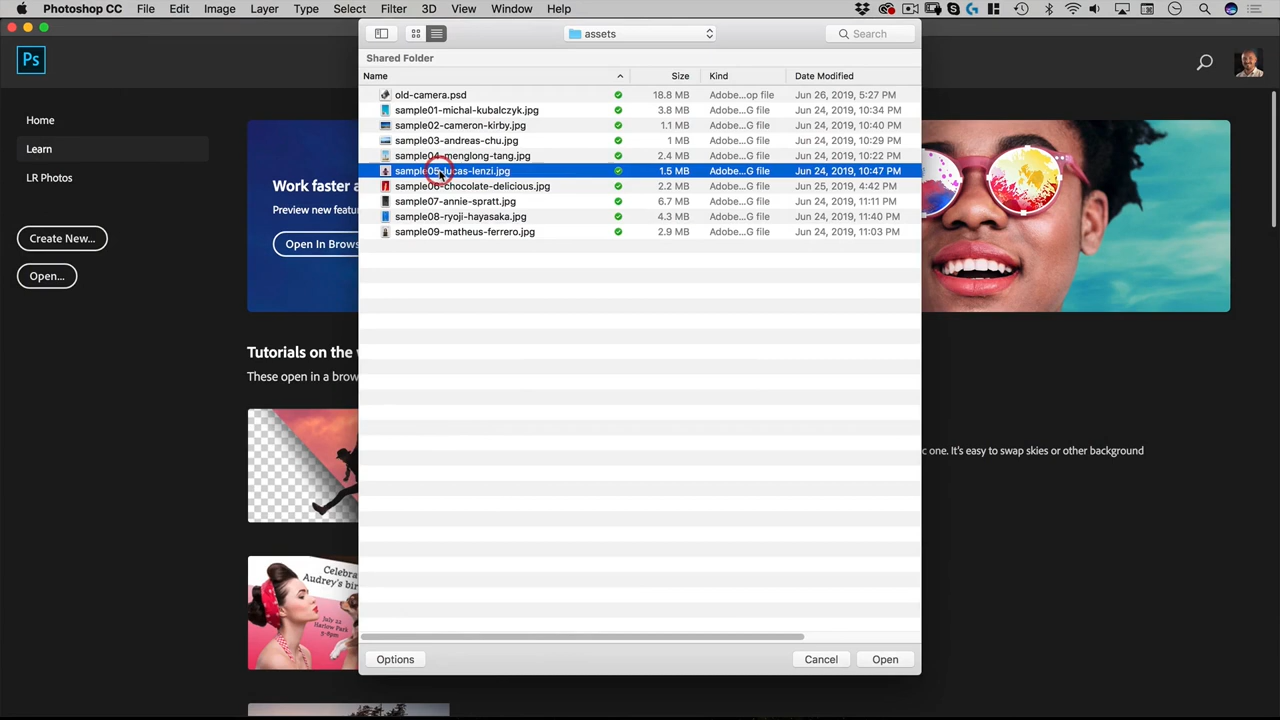 Photoshop CC File Edit Image Layer Type Select Filter 3D View Window Help
assets
Search
Ps
Shared Folder
Name Size Kind Date Modified
old-camera.psd 18.8 MB Adobe...op file Jun 26, 2019, 5:27 PM
sample01-michal-kubalczyk.jpg 3.8 MB Adobe...G file Jun 24, 2019, 10:34 PM
sample02-cameron-kirby.jpg 1.1 MB Adobe...G file Jun 24, 2019, 10:40 PM
sample03-andreas-chu.jpg 1 MB Adobe...G file Jun 24, 2019, 10:29 PM
sample04-menglong-tang.jpg 2.4 MB Adobe...G file Jun 24, 2019, 10:22 PM
sample05-lucas-lenzi.jpg 1.5 MB Adobe...G file Jun 24, 2019, 10:47 PM
sample06-chocolate-delicious.jpg 2.2 MB Adobe...G file Jun 25, 2019, 4:42 PM
sample07-annie-spratt.jpg 6.7 MB Adobe...G file Jun 24, 2019, 11:11 PM
sample08-ryoji-hayasaka.jpg 4.3 MB Adobe...G file Jun 24, 2019, 11:40 PM
sample09-matheus-ferrero.jpg 2.9 MB Adobe...G file Jun 24, 2019, 11:03 PM
Home
Learn
LR Photos
Create New...
Open...
Work faster a
Preview new featur
Open In Brows
Tutorials on the
These open in a brow
c one. It's easy to swap skies or other background
Celebra
Audrey's bir
July 22
Harlow Park
5-8pm
Options
Cancel
Open